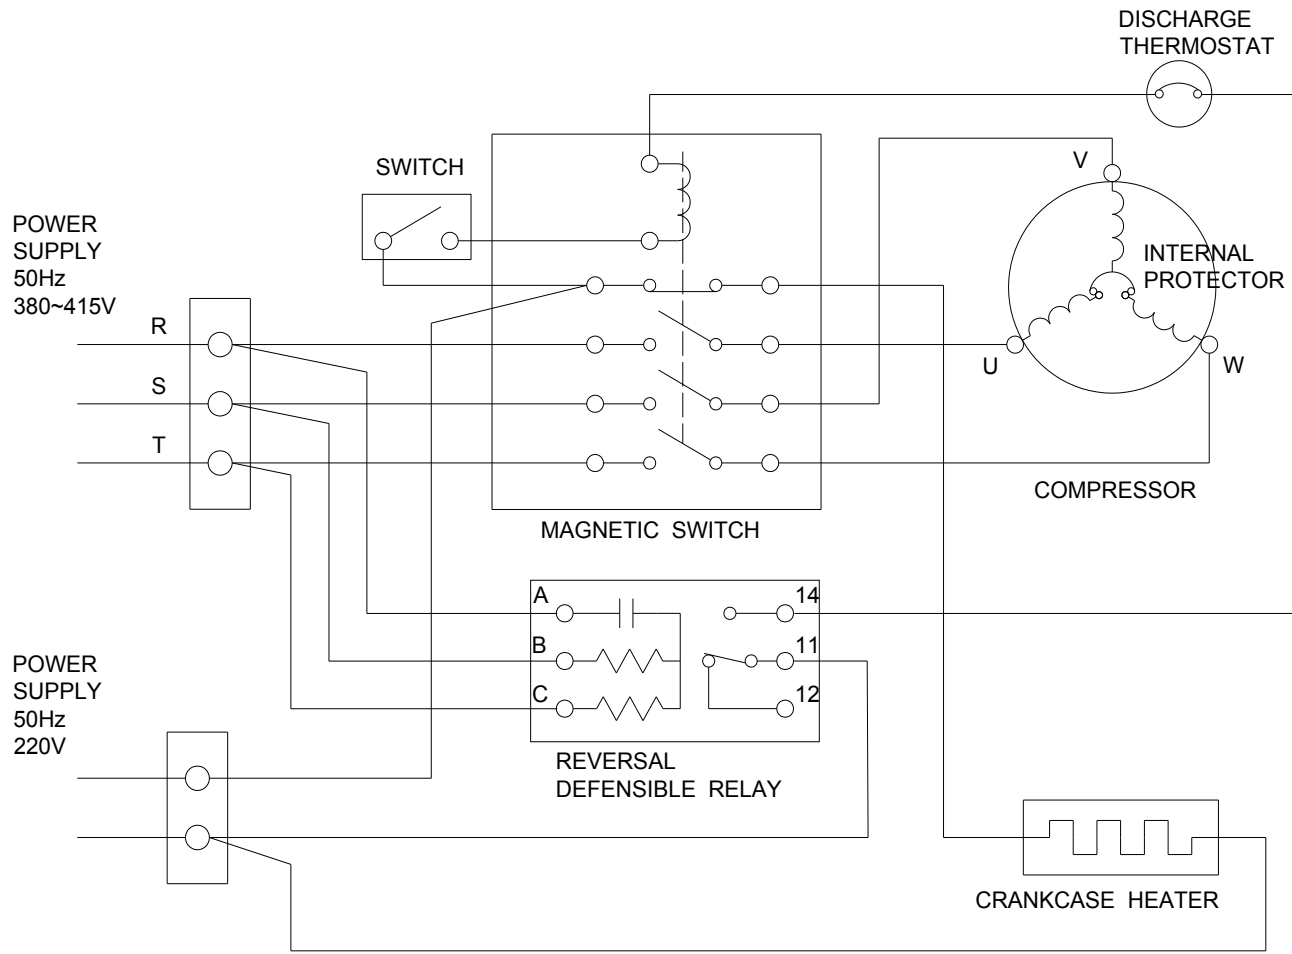 DISCHARGE
THERMOSTAT
SWITCH
V
POWER
SUPPLY
50Hz
380~415V
INTERNAL
PROTECTOR
R
U
W
S
T
COMPRESSOR
MAGNETIC SWITCH
A
14
B
11
C
12
POWER
SUPPLY
50Hz
220V
REVERSAL
DEFENSIBLE RELAY
CRANKCASE HEATER